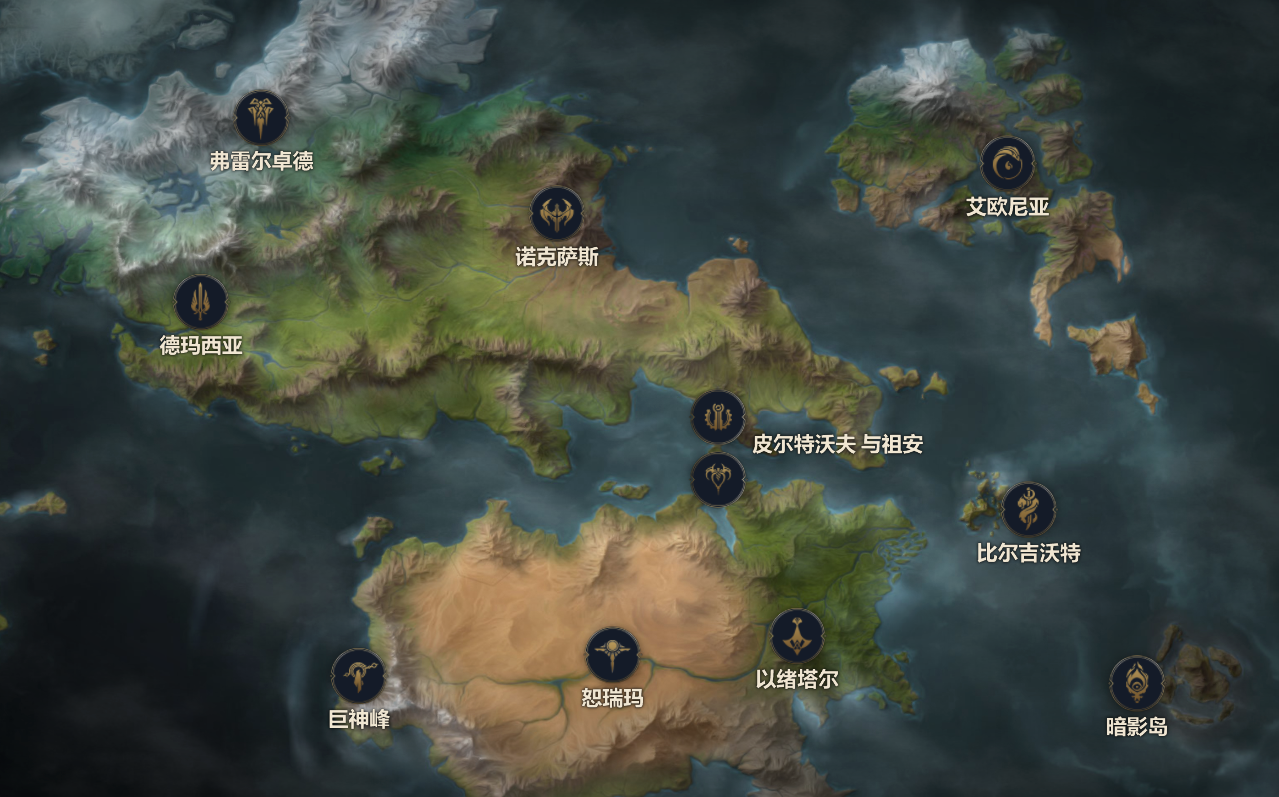 弗雷尔卓德
艾欧尼亚
诺克萨斯
德玛西亚
皮尔特沃夫 与祖安
比尔吉沃特
以绪塔尔
恕瑞玛
巨神峰
暗影岛